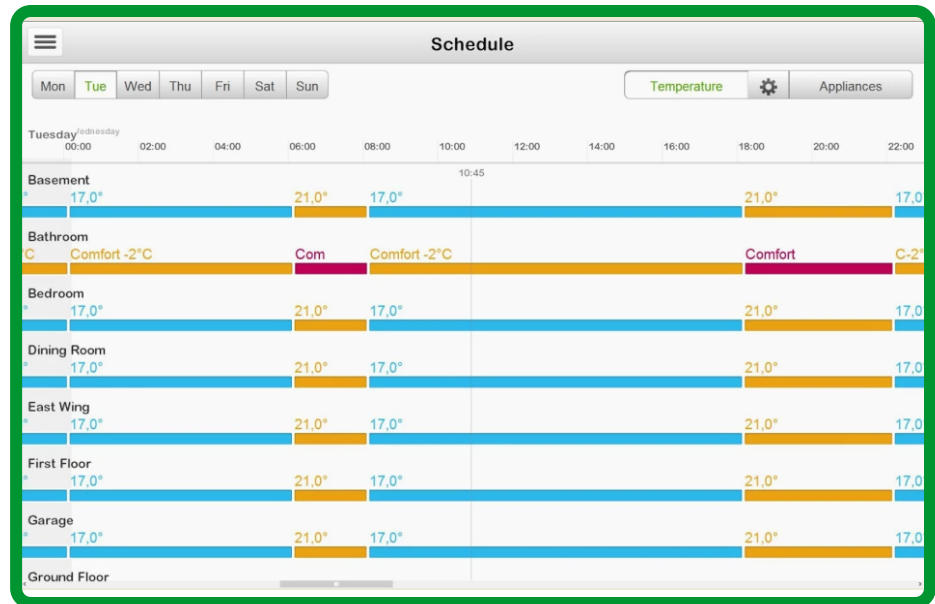 Schedule
Mon Tue Wed Thu Fri Sat Sun Temperature Appliances
Tuesday
00:00 02:00 04:00 06:00 08:00 10:00 12:00 14:00 16:00 18:00 20:00 22:00
10:45
Basement
17,0° 21,0° 17,0° 21,0° 17,0
Bathroom
°C Comfort -2°C Com Comfort -2°C Comfort C-2°
Bedroom
17,0° 21,0° 17,0° 21,0° 17,0
Dining Room
17,0° 21,0° 17,0° 21,0° 17,0
East Wing
17,0° 21,0° 17,0° 21,0° 17,0
First Floor
17,0° 21,0° 17,0° 21,0° 17,0
Garage
17,0° 21,0° 17,0° 21,0° 17,0
Ground Floor